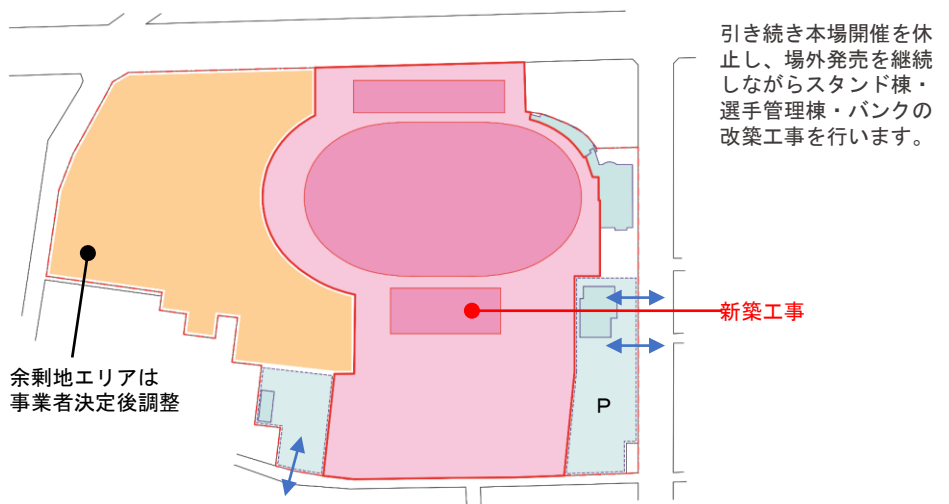 引き続き本場開催を休
止し、場外発売を継続
しながらスタンド棟・
選手管理棟・バンクの
改築工事を行います。
新築工事
余剰地エリアは
事業者決定後調整
P